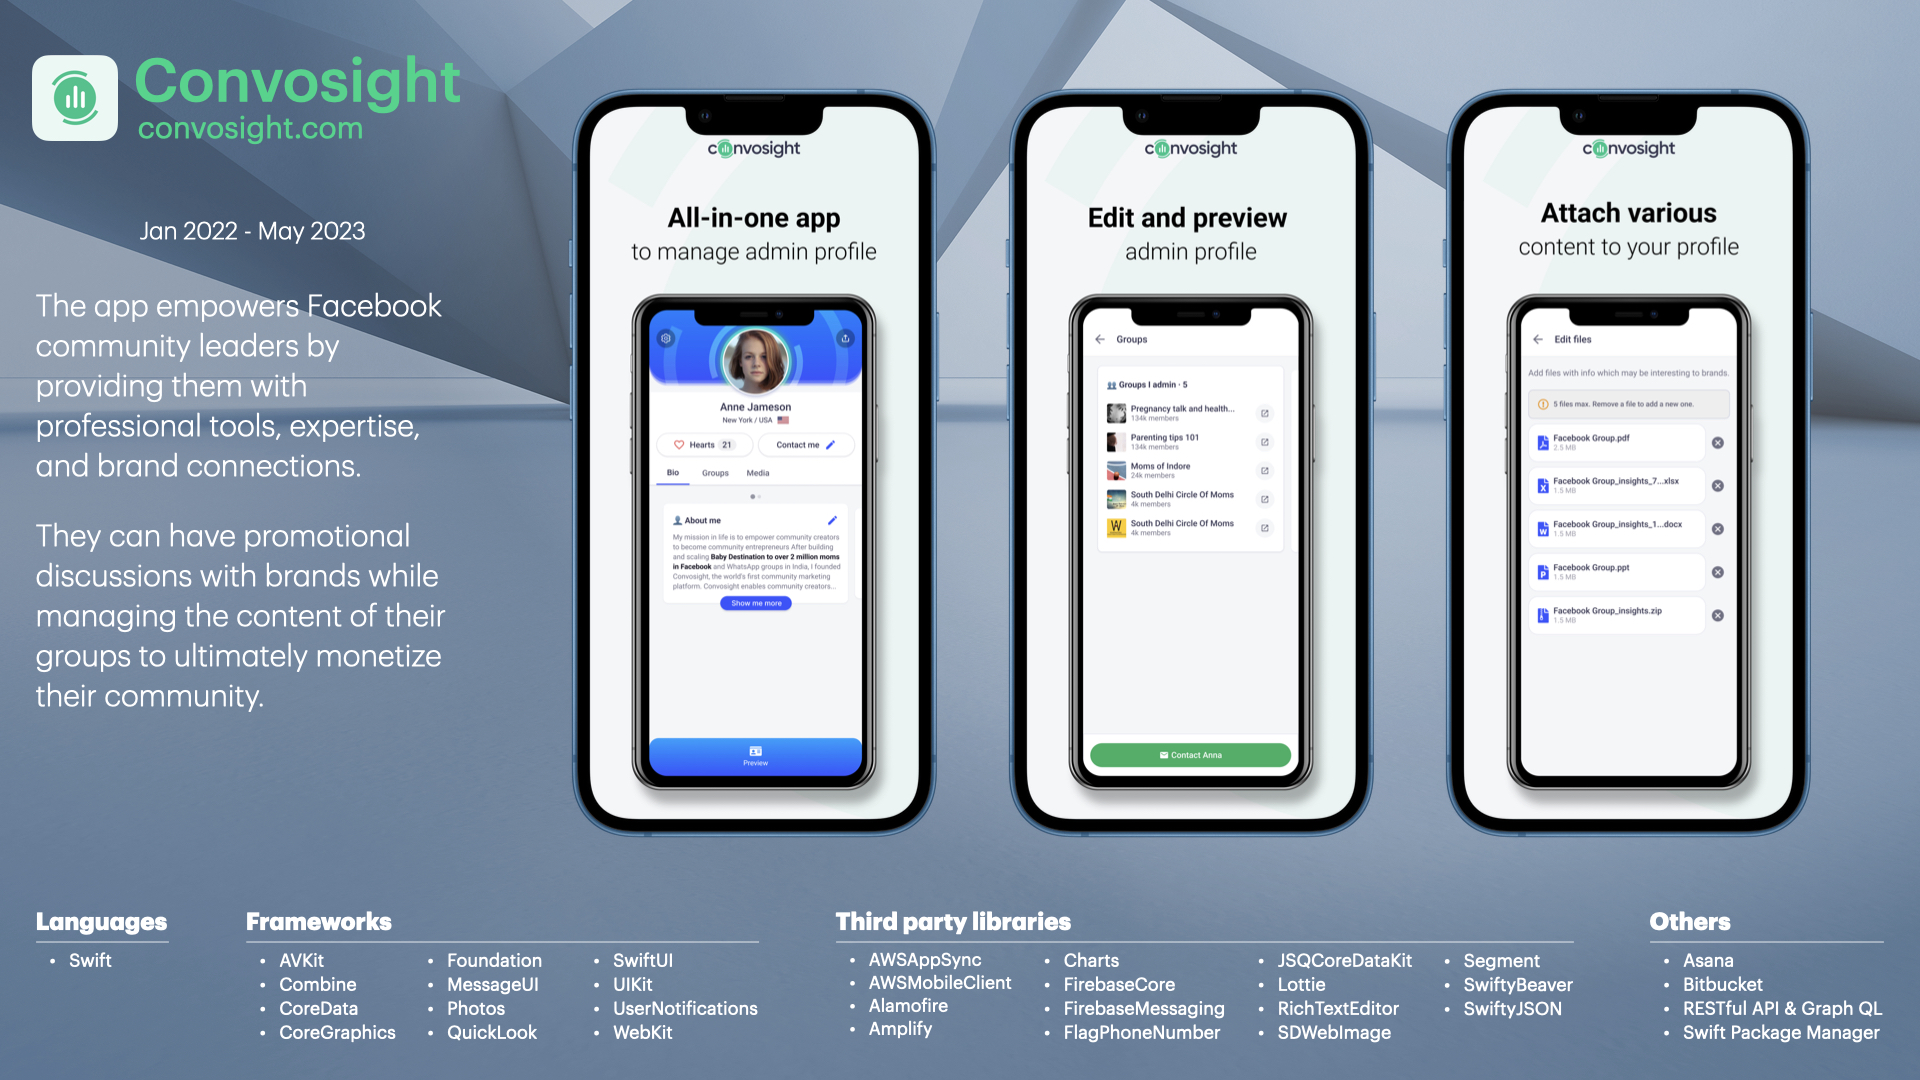 Convosight
convosight.com
Jan 2022 - May 2023
The app empowers Facebook
community leaders by
providing them with
professional tools, expertise,
and brand connections.
They can have promotional
discussions with brands while
managing the content of their
groups to ultimately monetize
their community.
convosight
All-in-one app
to manage admin profile
Anne Jameson
New York / USA
Hearts 21
Contact me
Bio
Groups
Media
About me
My mission in life is to empower community creators
to become community entrepreneurs After building
and scaling Baby Destination to over 2 million moms
in Facebook and WhatsApp groups in India, I founded
Convosight, the world's first community marketing
platform. Convosight enables community creators...
Show me more
Preview
convosight
Edit and preview
admin profile
Groups
Groups I admin · 5
Pregnancy talk and health...
134k members
Parenting tips 101
134k members
Moms of Indore
24k members
South Delhi Circle Of Moms
4k members
W
South Delhi Circle Of Moms
4k members
Contact Anna
convosight
Attach various
content to your profile
Edit files
Add files with info which may be interesting to brands.
5 files max. Remove a file to add a new one.
Facebook Group.pdf
2.5 MB
X
Facebook Group_insights_7...xlsx
1.5 MB
W
Facebook Group_insights_1...docx
1.5 MB
P
Facebook Group.ppt
1.5 MB
Facebook Group_insights.zip
1.5 MB
Languages
• Swift
Frameworks
• AVKit
• Combine
• CoreData
• CoreGraphics
• Foundation
• MessageUI
• Photos
• QuickLook
• SwiftUI
• UIKit
• UserNotifications
• WebKit
Third party libraries
• AWSAppSync
• AWSMobileClient
• Alamofire
• Amplify
• Charts
• FirebaseCore
• FirebaseMessaging
• FlagPhoneNumber
• JSQCoreDataKit
• Lottie
• RichTextEditor
• SDWebImage
• Segment
• SwiftyBeaver
• SwiftyJSON
Others
• Asana
• Bitbucket
• RESTful API & Graph QL
• Swift Package Manager